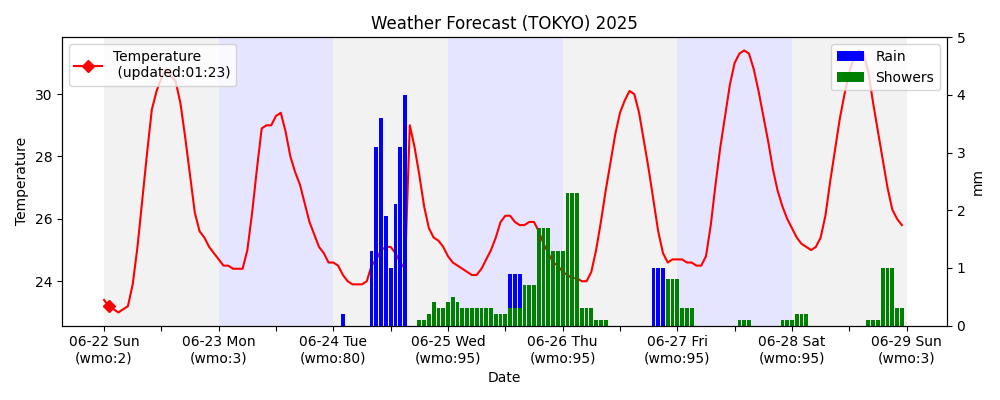 Weather Forecast (TOKYO) 2025
Temperature
(updated:01:23)
Rain
Showers
Temperature
30
28
26
24
5
4
3
2
1
0
mm
06-22 Sun
(wmo:2)
06-23 Mon
(wmo:3)
06-24 Tue
(wmo:80)
06-25 Wed
(wmo:95)
06-26 Thu
(wmo:95)
06-27 Fri
(wmo:95)
06-28 Sat
(wmo:95)
06-29 Sun
(wmo:3)
Date